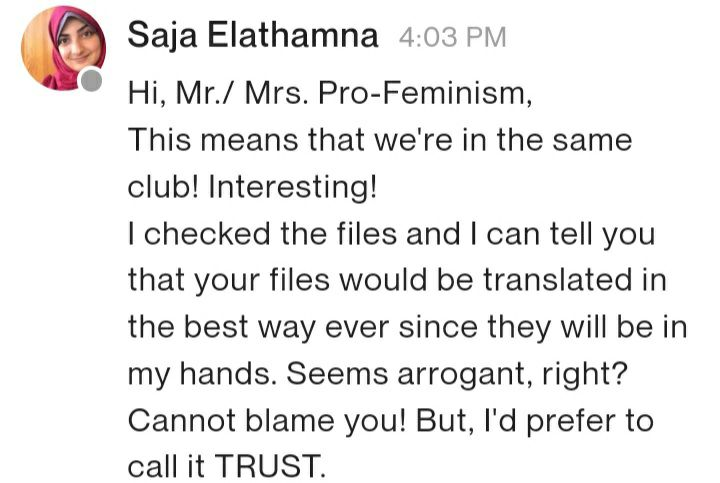 Saja Elathamna 4:03 PM
Hi, Mr./ Mrs. Pro-Feminism,
This means that we're in the same
club! Interesting!
I checked the files and I can tell you
that your files would be translated in
the best way ever since they will be in
my hands. Seems arrogant, right?
Cannot blame you! But, I'd prefer to
call it TRUST.